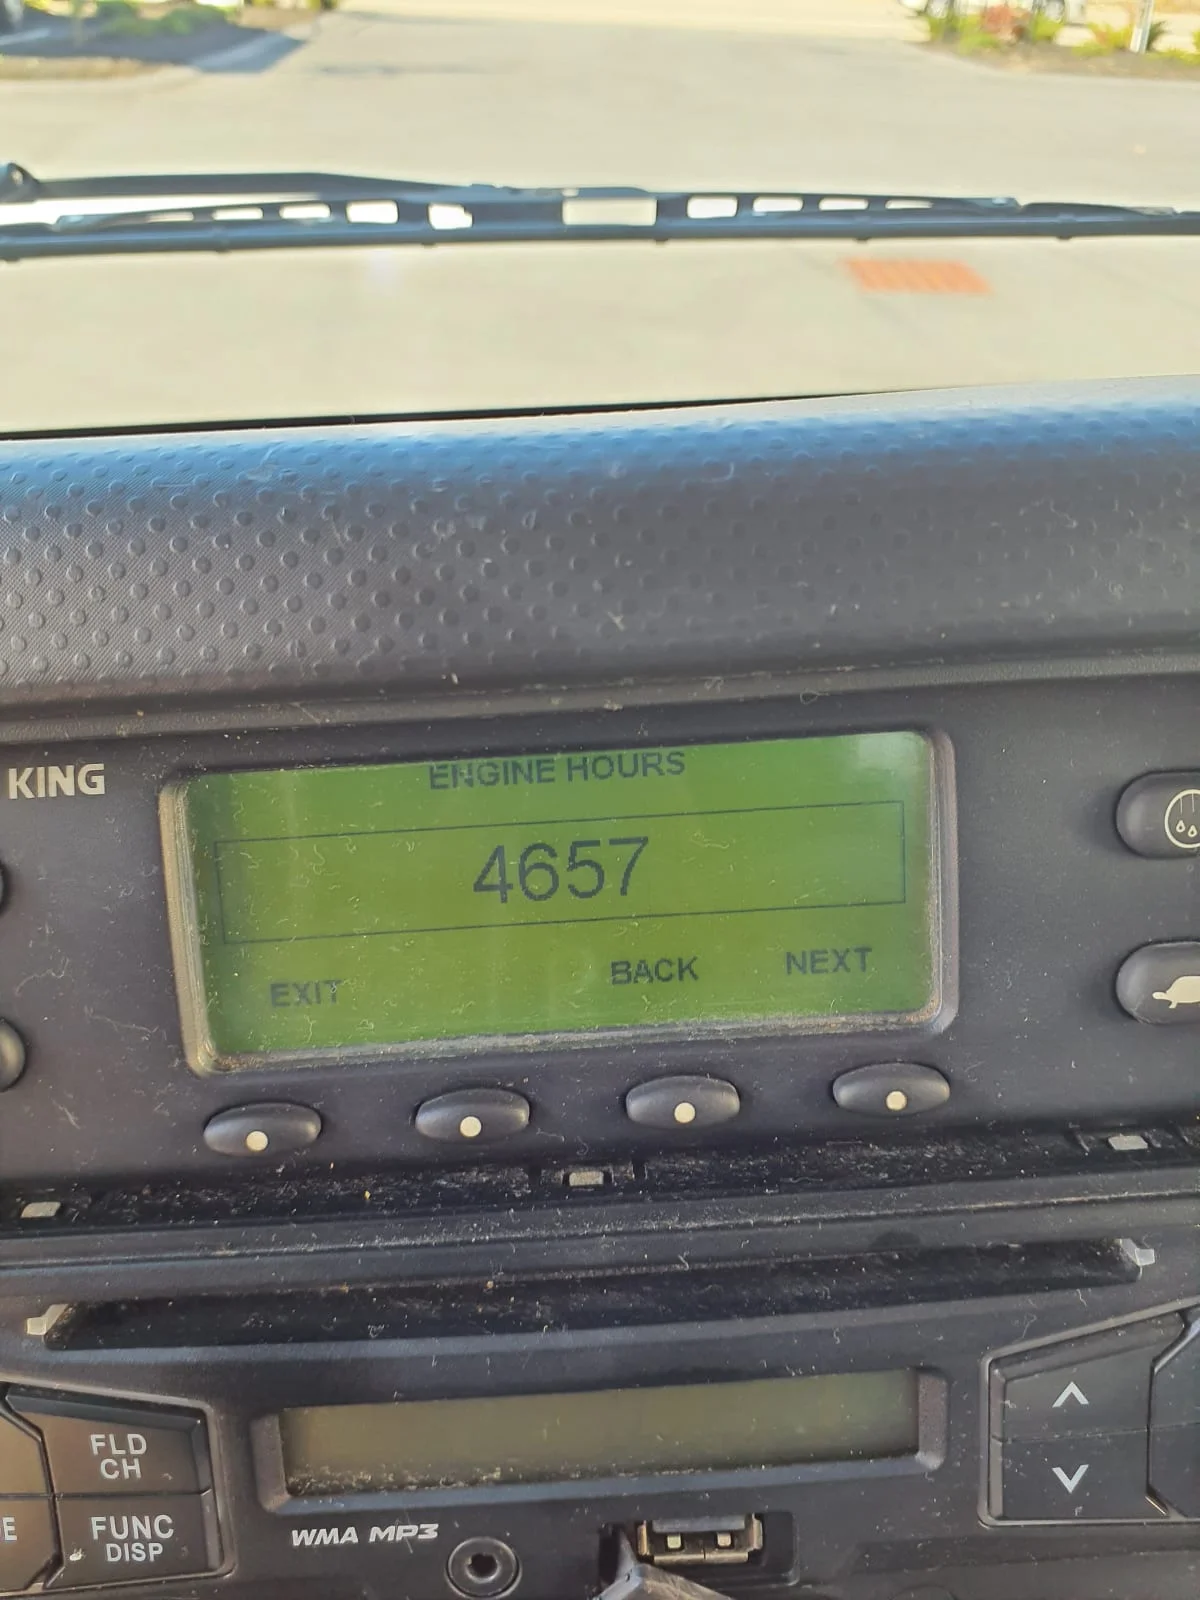 KING
ENGINE HOURS
4657
EXIT BACK NEXT
FLD
CH
FUNC
DISP
WMA MP3